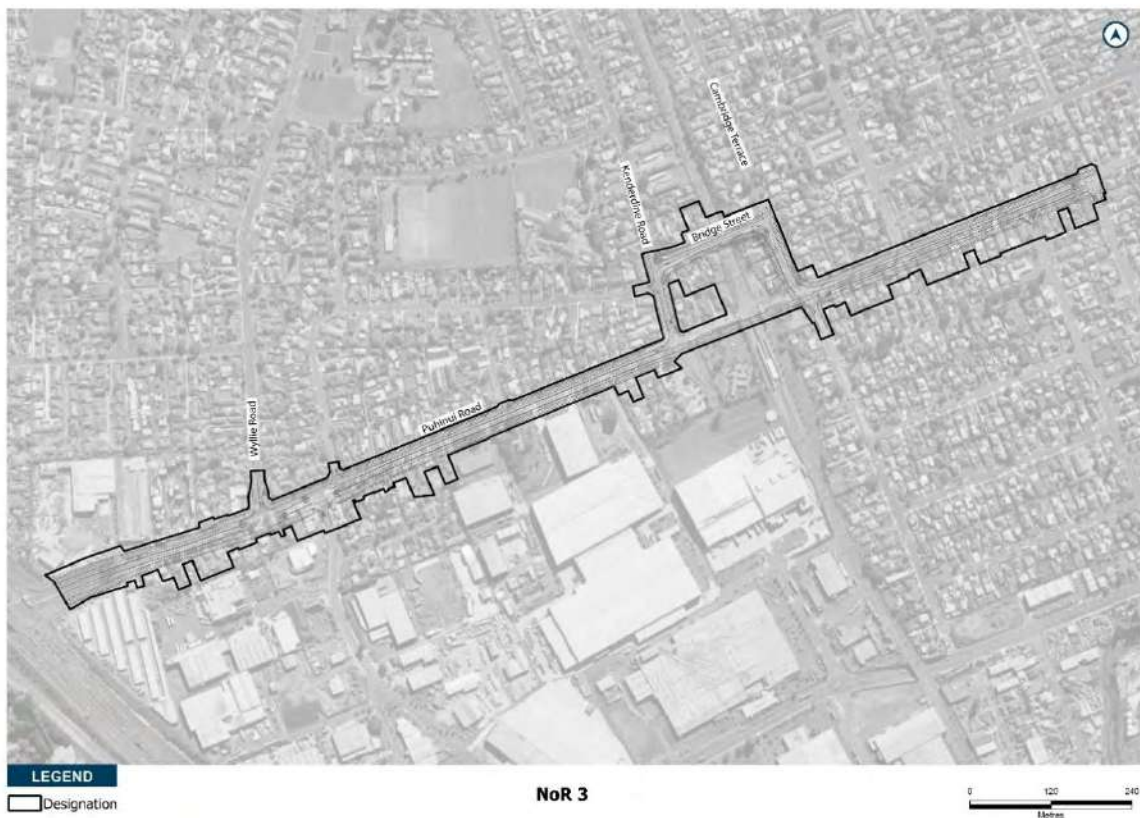 Cambridge Terrace
Kenderdine Road
Bridge Street
Puhinui Road
Wyllie Road
LEGEND
Designation
NoR 3
0 120 240
Metres